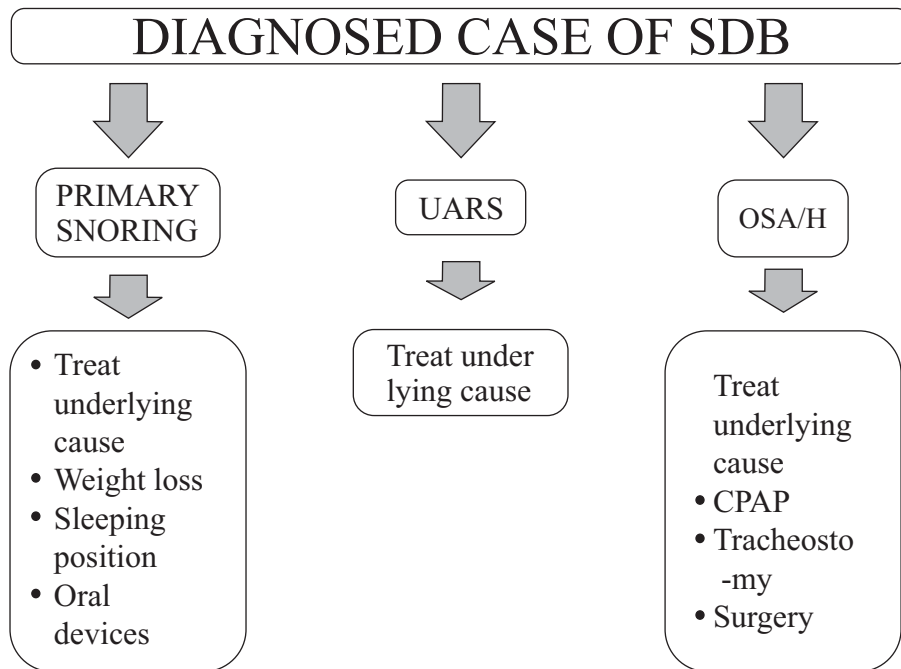 DIAGNOSED CASE OF SDB
PRIMARY
SNORING
UARS
OSA/H
• Treat
underlying
cause
• Weight loss
• Sleeping
position
• Oral
devices
Treat under
lying cause
Treat
underlying
cause
• CPAP
• Tracheosto
-my
• Surgery